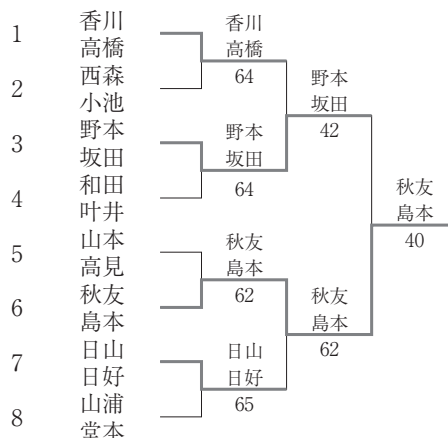 1
香川
高橋
2
西森
小池
3
野本
坂田
4
和田
叶井
5
山本
高見
6
秋友
島本
7
日山
日好
8
山浦
堂本
香川
高橋
64
野本
坂田
64
秋友
島本
62
日山
日好
65
野本
坂田
42
秋友
島本
62
秋友
島本
40